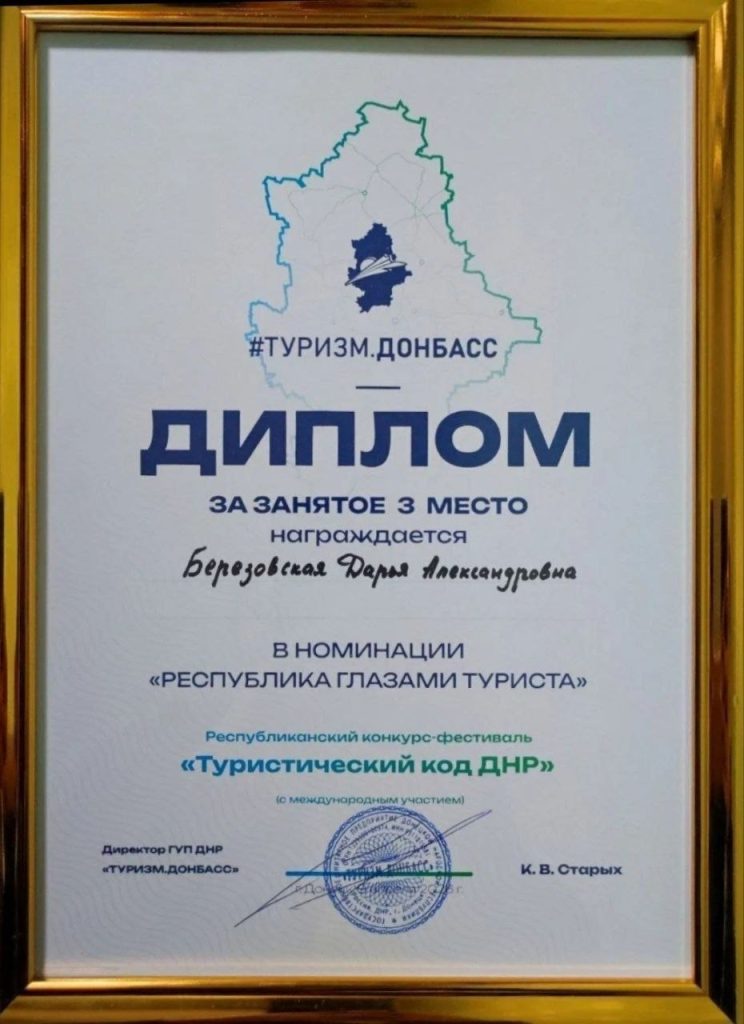 #ТУРИЗМ.ДОНБАСС
ДИПЛОМ
ЗА ЗАНЯТОЕ 3 МЕСТО
награждается
Березовская Дарья Александровна
В НОМИНАЦИИ
«РЕСПУБЛИКА ГЛАЗАМИ ТУРИСТА»
Республиканский конкурс-фестиваль
«Туристический код ДНР»
(с международным участием)
Директор ГУП ДНР
«ТУРИЗМ.ДОНБАСС»
К. В. Старых